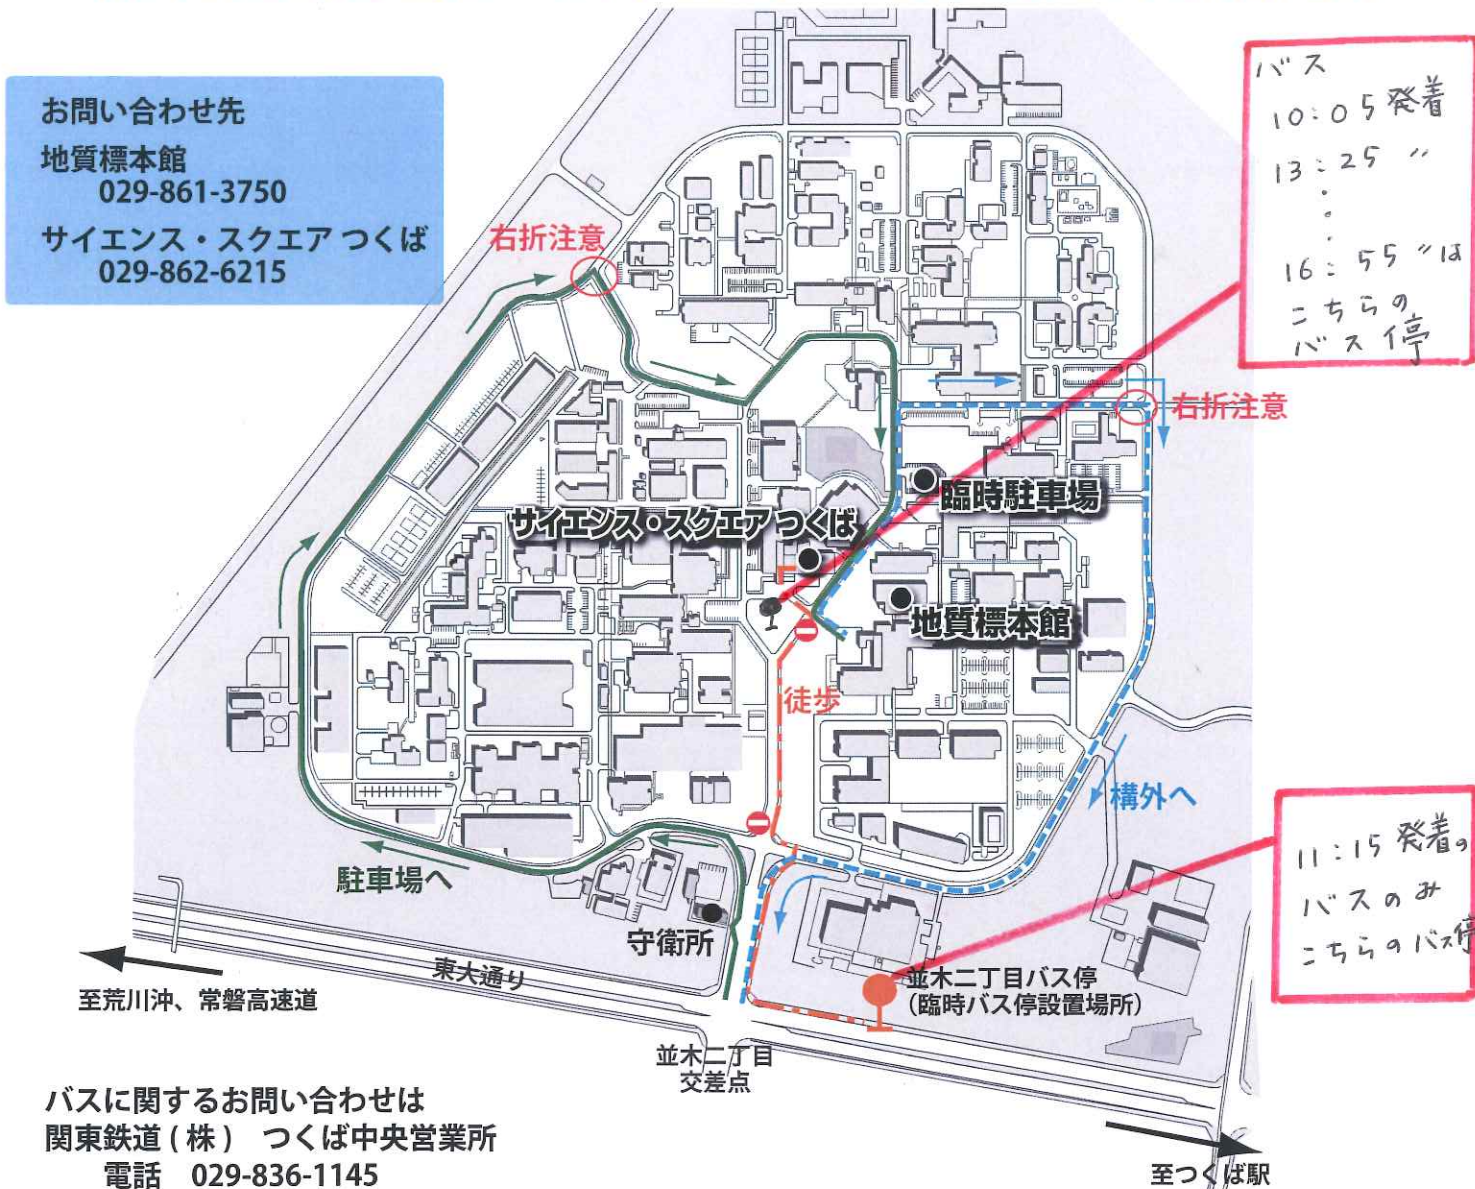 お問い合わせ先
地質標本館
029-861-3750
サイエンス・スクエア つくば
029-862-6215
バス
10:05 発着
13:25 〃
・
・
・
16:55 〃は
こちらの
バス停
右折注意
右折注意
臨時駐車場
サイエンス・スクエア つくば
地質標本館
徒歩
構外へ
11:15 発着の
バスのみ
こちらのバス停
駐車場へ
守衛所
東大通り
至荒川沖、常磐高速道
並木二丁目バス停
(臨時バス停設置場所)
並木二丁目
交差点
バスに関するお問い合わせは
関東鉄道(株) つくば中央営業所
電話 029-836-1145
至つくば駅